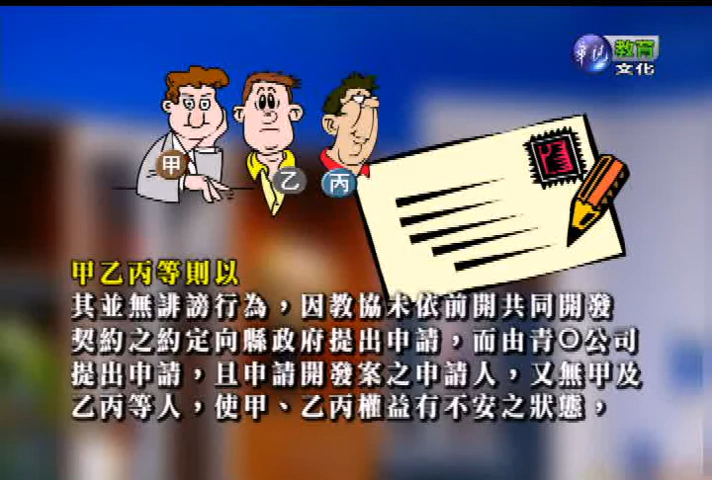 華視
教育
文化
甲
乙
丙
甲乙丙等則以
其並無誹謗行為，因教協未依前開共同開發
契約之約定向縣政府提出申請，而由青○公司
提出申請，且申請開發案之申請人，又無甲及
乙丙等人，使甲、乙丙權益有不安之狀態，